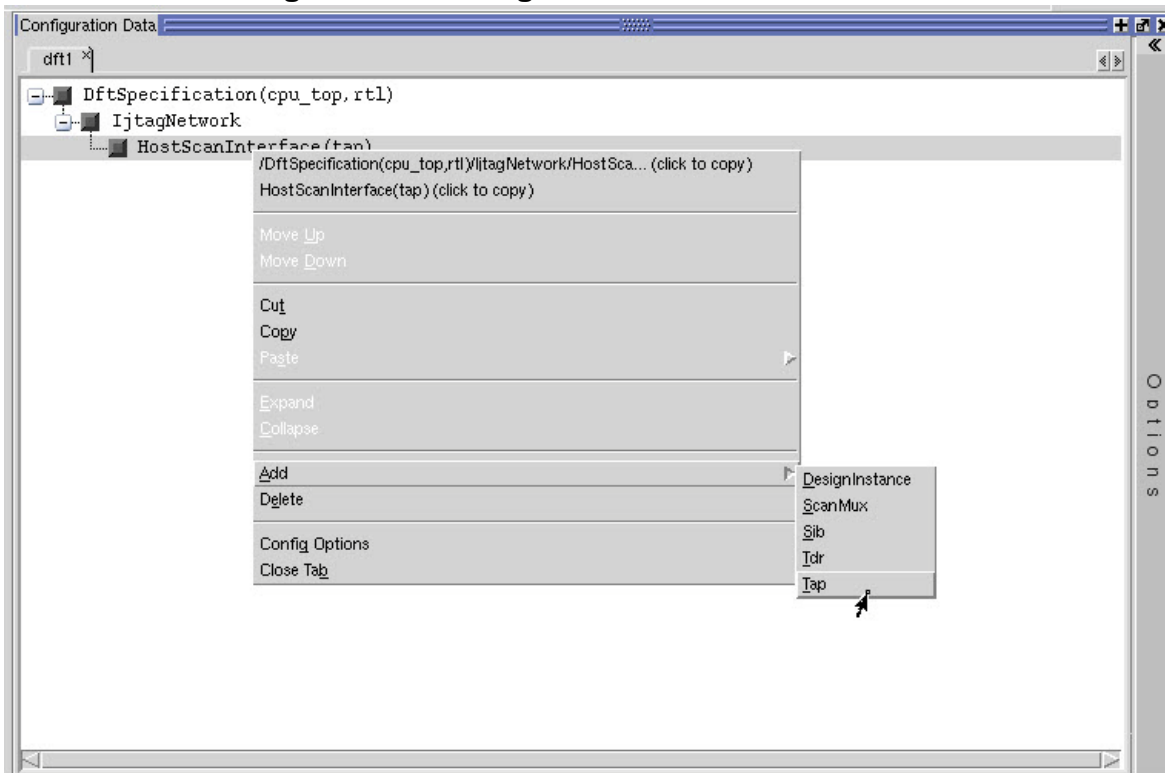 Configuration Data
dft1
DftSpecification(cpu_top,rtl)
IjtagNetwork
HostScanInterface(tap)
/DftSpecification(cpu_top,rtl)/IjtagNetwork/HostSca... (click to copy)
HostScanInterface(tap) (click to copy)
Move Up
Move Down
Cut
Copy
Paste
Expand
Collapse
Add
Delete
Config Options
Close Tab
DesignInstance
ScanMux
Sib
Tdr
Tap
Options